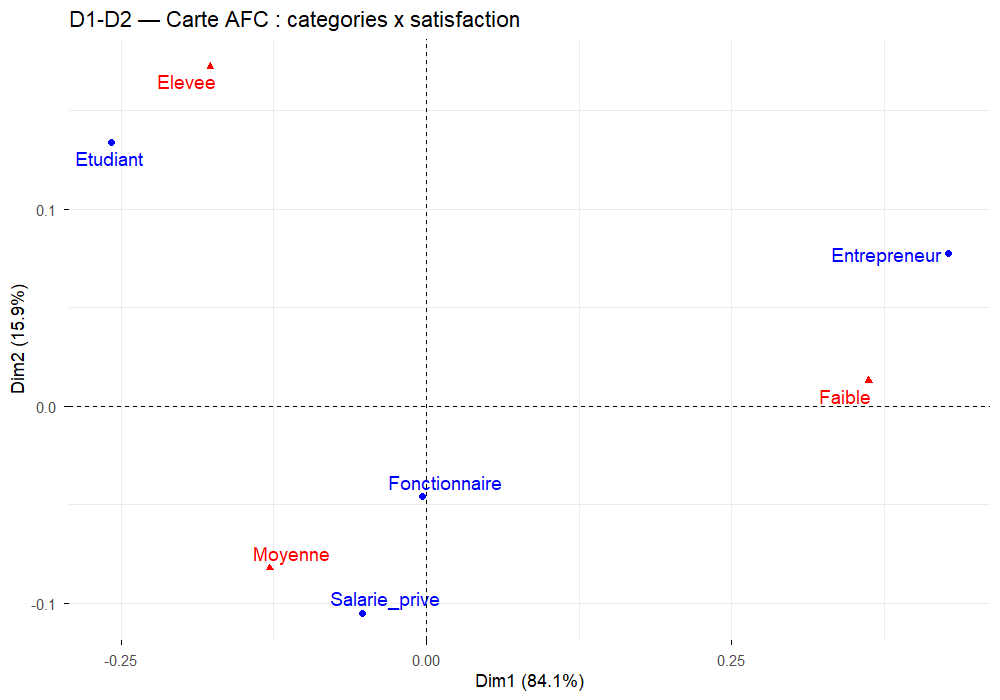 D1-D2 — Carte AFC : categories x satisfaction
Elevee
Etudiant
0.1
Entrepreneur
Faible
0.0
Dim2 (15.9%)
Fonctionnaire
Moyenne
Salarie_prive
-0.1
-0.25
0.00
0.25
Dim1 (84.1%)